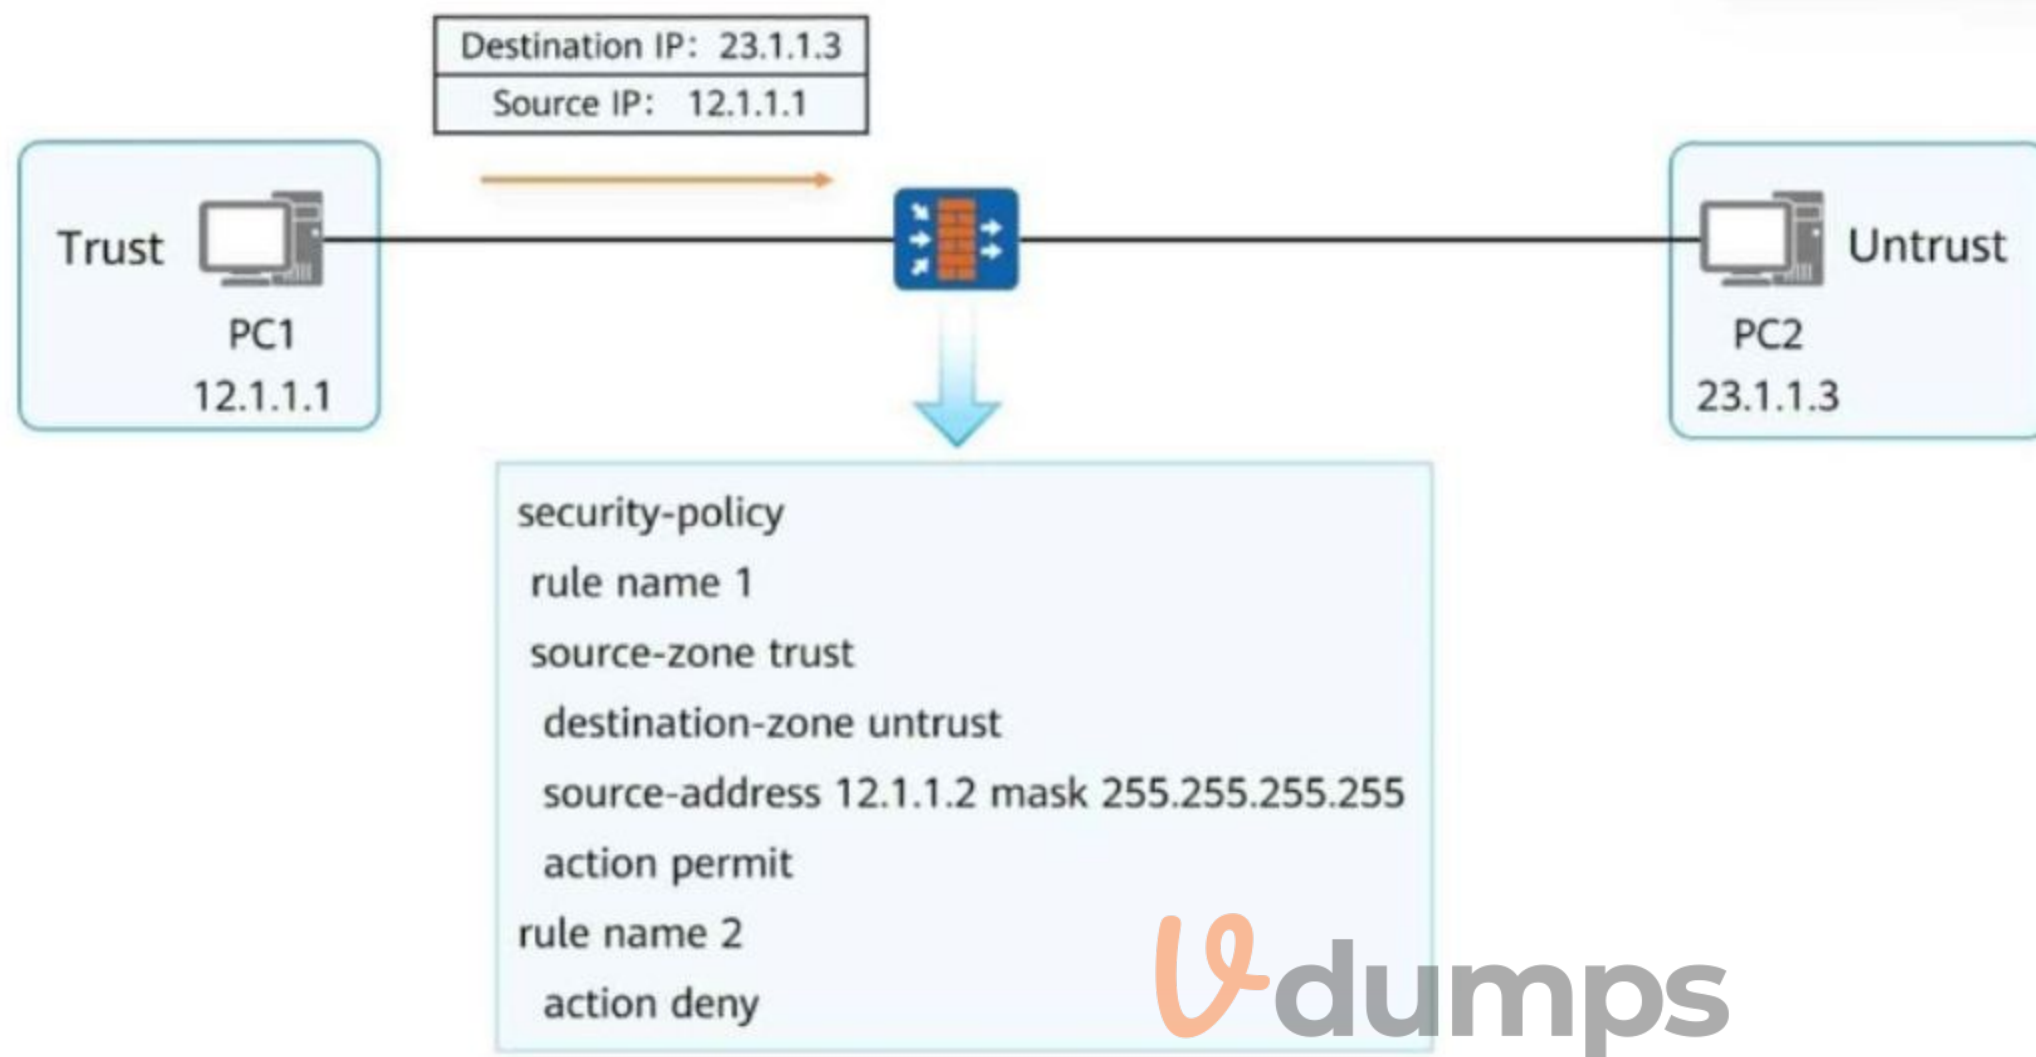 Destination IP: 23.1.1.3
Source IP: 12.1.1.1
Trust
Untrust
PC1
12.1.1.1
PC2
23.1.1.3
security-policy
rule name 1
source-zone trust
destination-zone untrust
source-address 12.1.1.2 mask 255.255.255.255
action permit
rule name 2
action deny
Vdumps